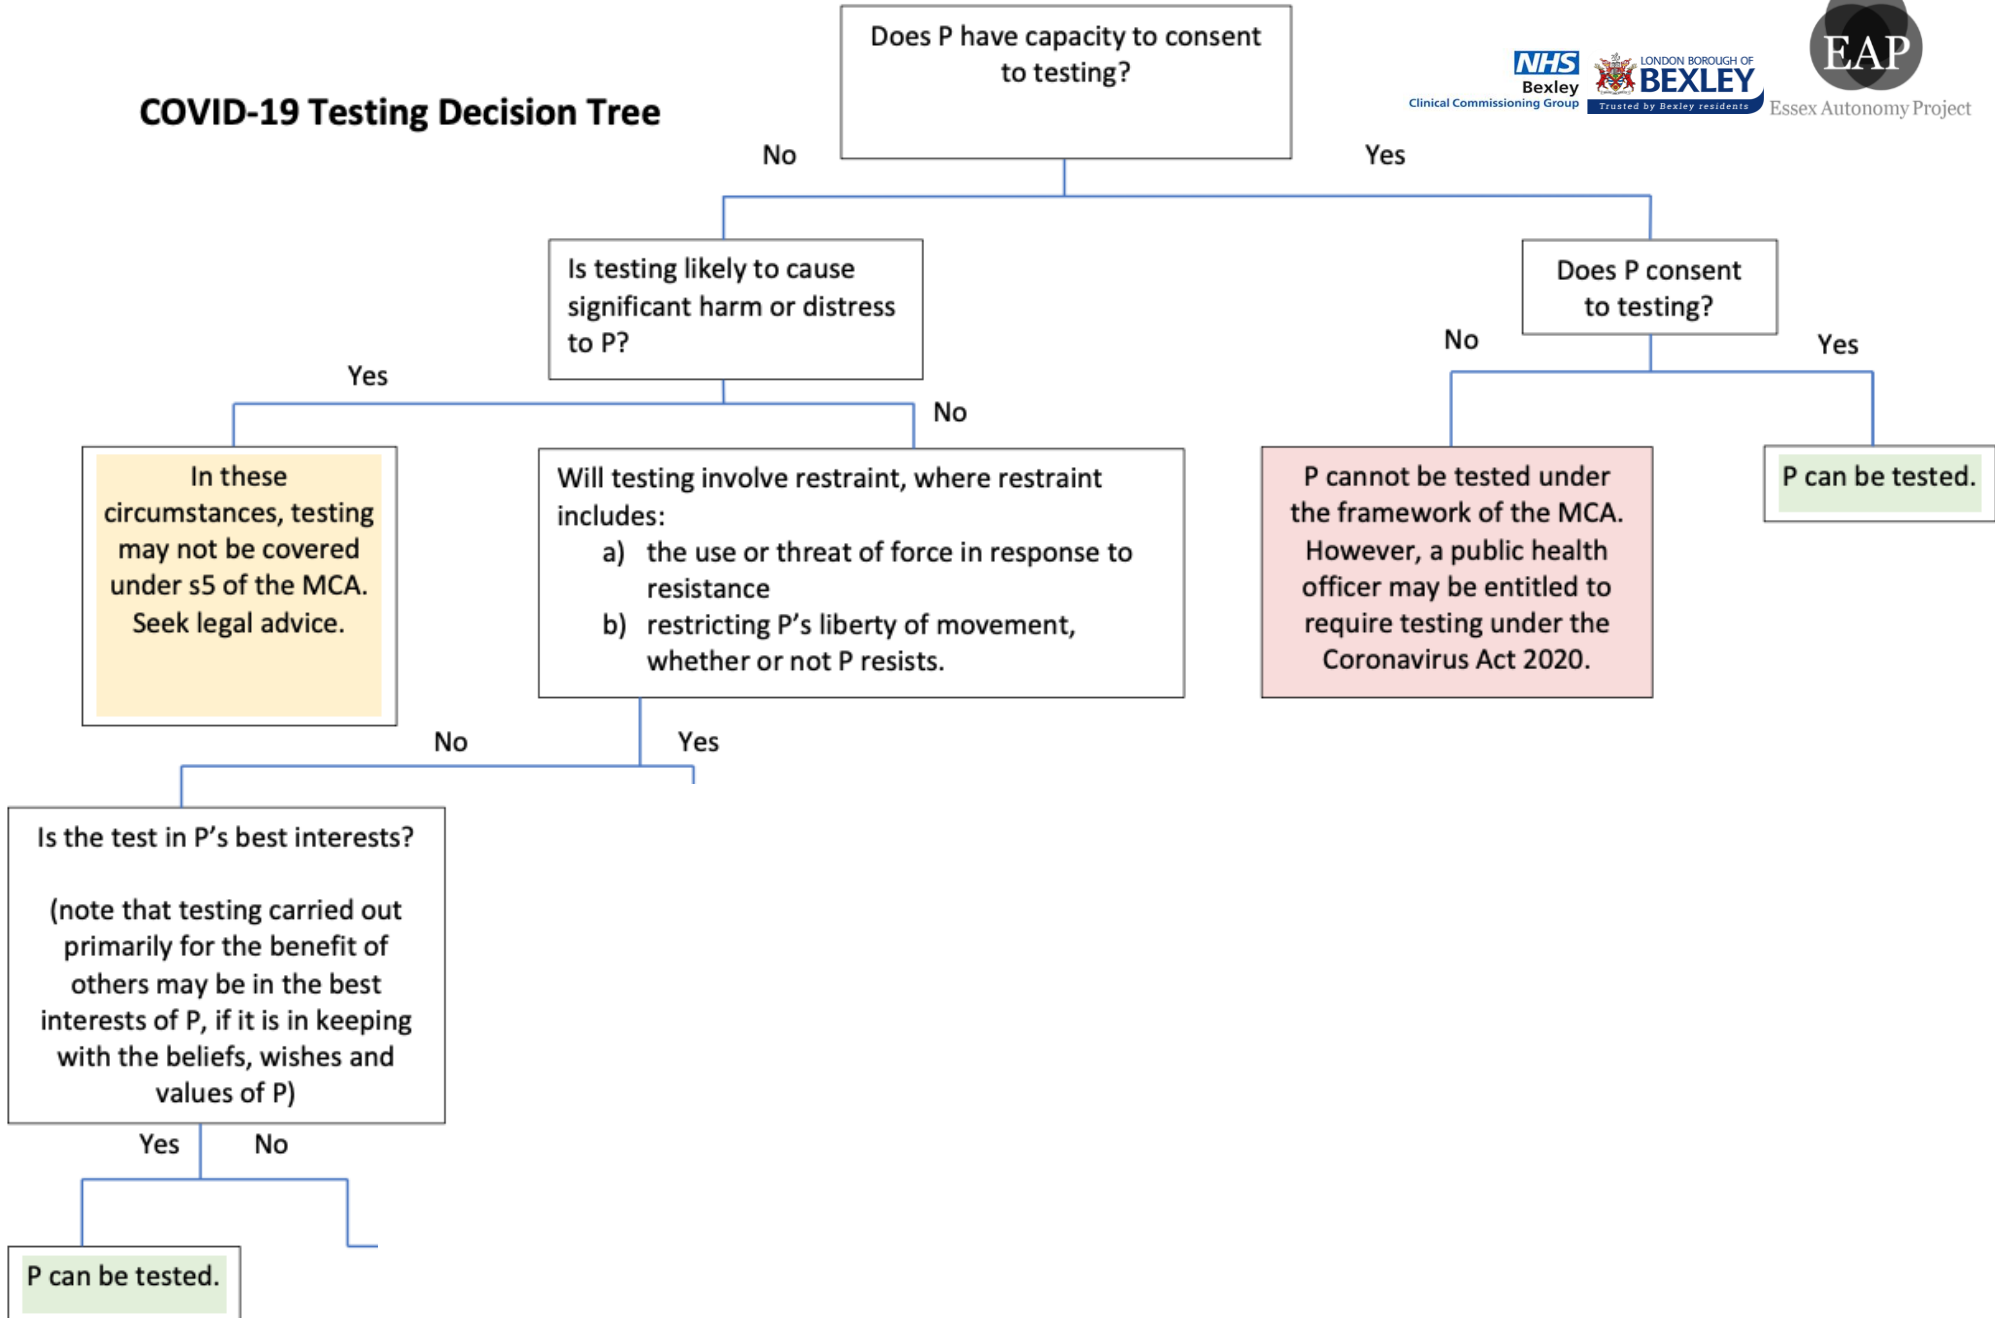 Does P have capacity to consent
to testing?
EAP
Essex Autonomy Project
NHS
Bexley
Clinical Commissioning Group
LONDON BOROUGH OF
BEXLEY
Trusted by Bexley residents
COVID-19 Testing Decision Tree
No
Yes
Is testing likely to cause
significant harm or distress
to P?
Does P consent
to testing?
Yes
No
No
Yes
In these
circumstances, testing
may not be covered
under s5 of the MCA.
Seek legal advice.
Will testing involve restraint, where restraint
includes:
a) the use or threat of force in response to
resistance
b) restricting P’s liberty of movement,
whether or not P resists.
P cannot be tested under
the framework of the MCA.
However, a public health
officer may be entitled to
require testing under the
Coronavirus Act 2020.
P can be tested.
No
Yes
Is the test in P’s best interests?
(note that testing carried out
primarily for the benefit of
others may be in the best
interests of P, if it is in keeping
with the beliefs, wishes and
values of P)
Yes
No
P can be tested.